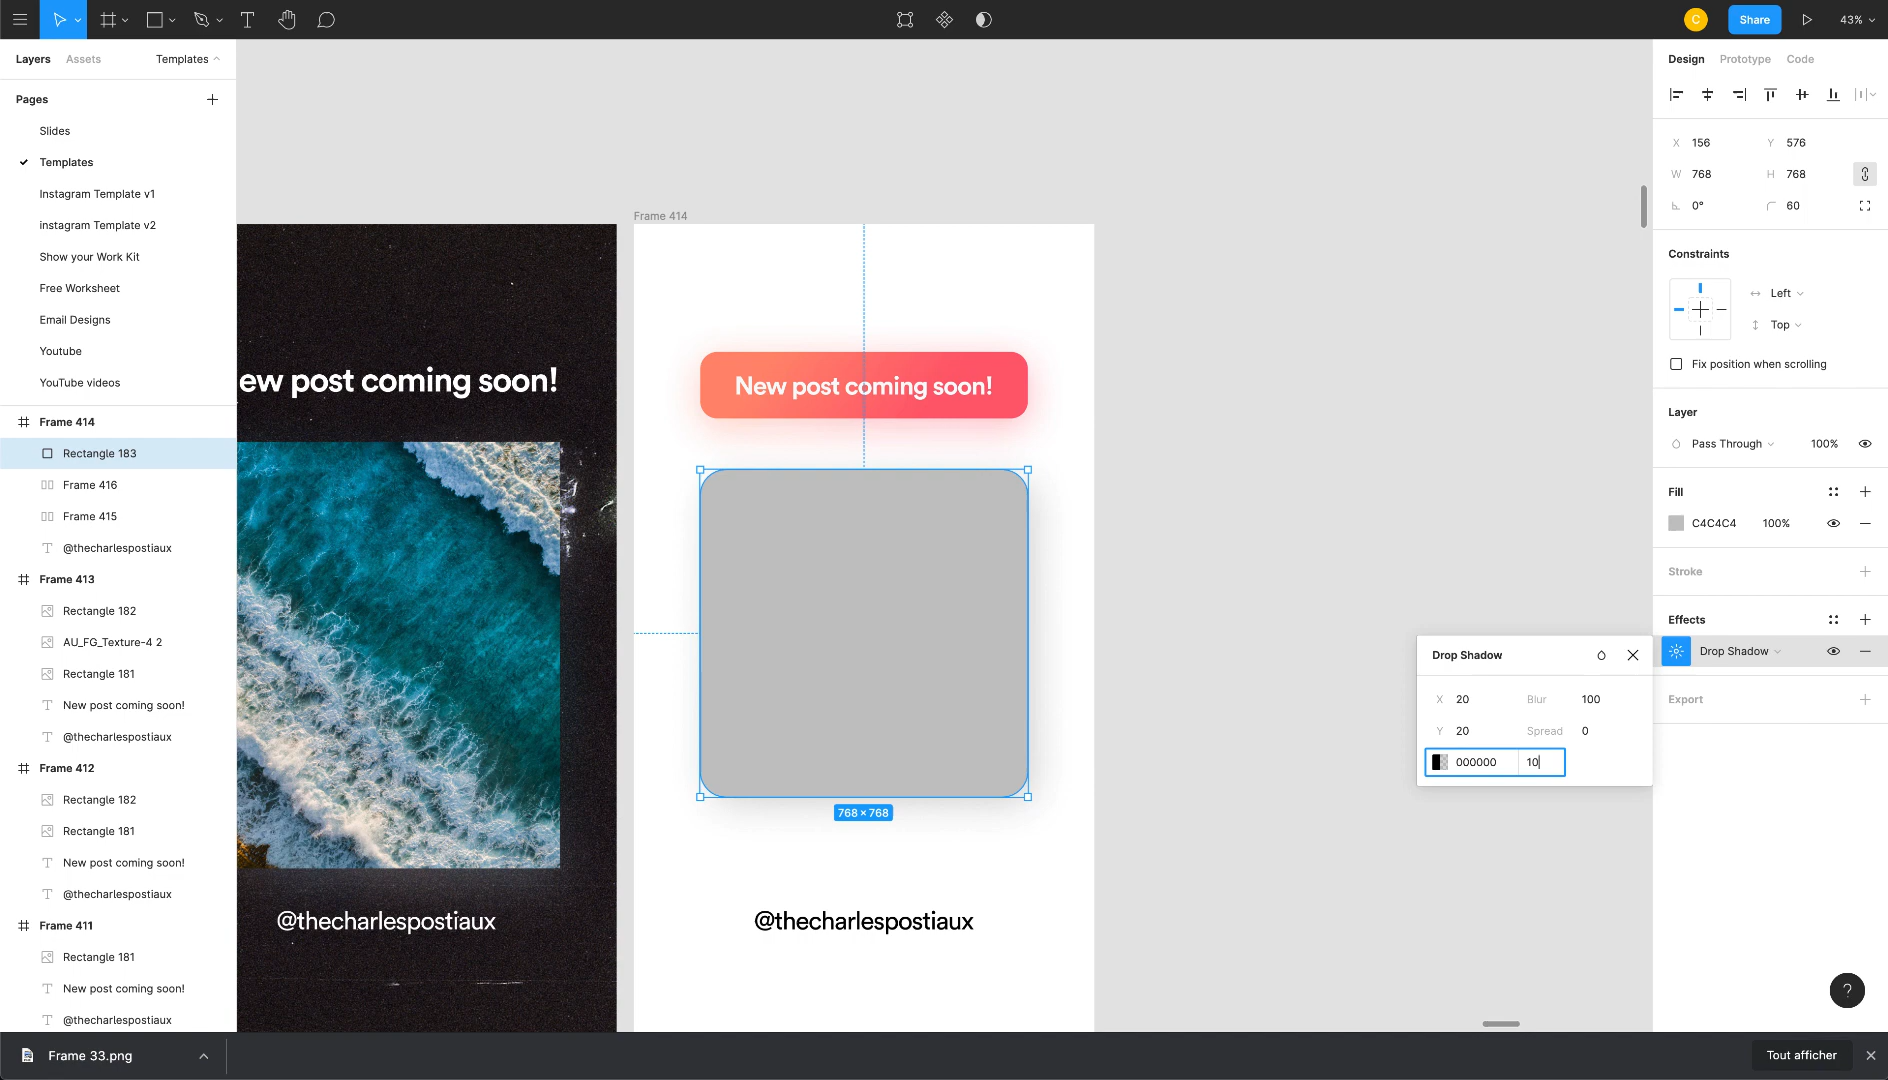 C
Share
43%
Layers
Assets
Templates
Pages
Slides
Templates
Instagram Template v1
instagram Template v2
Show your Work Kit
Free Worksheet
Email Designs
Youtube
YouTube videos
Frame 414
Rectangle 183
Frame 416
Frame 415
@thecharlespostiaux
Frame 413
Rectangle 182
AU_FG_Texture-4 2
Rectangle 181
New post coming soon!
@thecharlespostiaux
Frame 412
Rectangle 182
Rectangle 181
New post coming soon!
@thecharlespostiaux
Frame 411
Rectangle 181
New post coming soon!
@thecharlespostiaux
ew post coming soon!
@thecharlespostiaux
Frame 414
New post coming soon!
768 × 768
@thecharlespostiaux
Drop Shadow
X 20 Blur 100
Y 20 Spread 0
000000 10
Design Prototype Code
X 156 Y 576
W 768 H 768
0° 60
Constraints
Left
Top
Fix position when scrolling
Layer
Pass Through 100%
Fill
C4C4C4 100%
Stroke
Effects
Drop Shadow
Export
?
Frame 33.png
Tout afficher